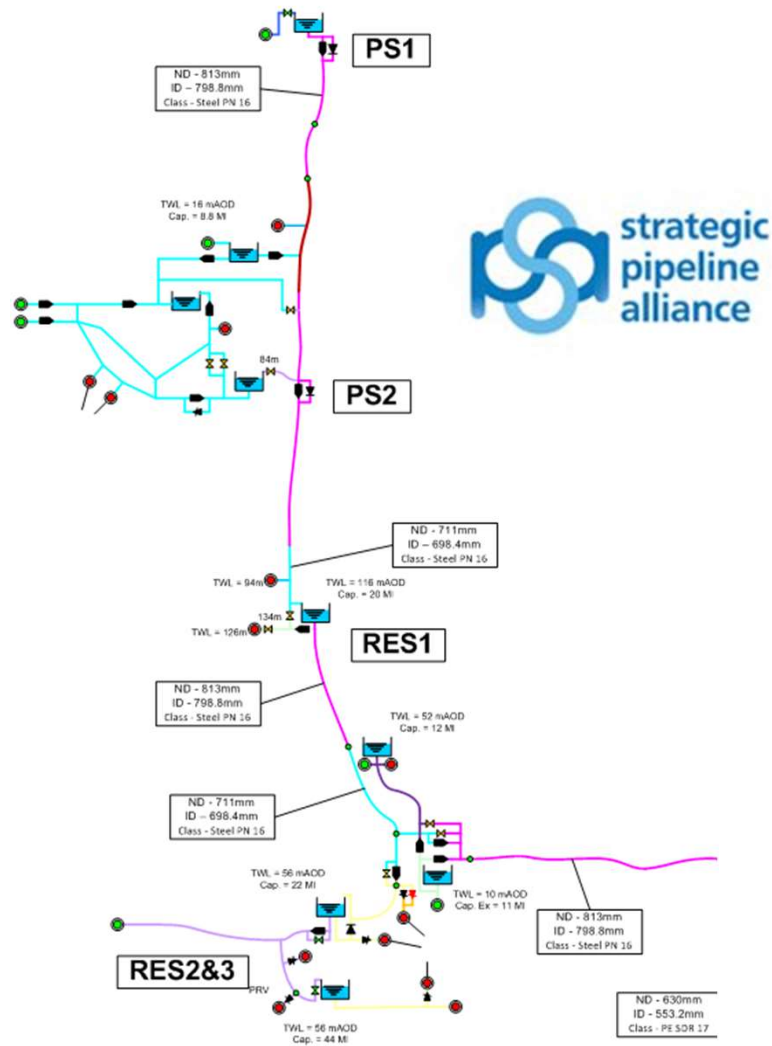 PS1
ND - 813mm
ID – 798.8mm
Class - Steel PN 16
strategic
pipeline
alliance
TWL = 16 mAOD
Cap. = 8.8 Ml
84m
PS2
ND - 711mm
ID – 698.4mm
Class - Steel PN 16
TWL = 94m
TWL = 116 mAOD
Cap. = 20 Ml
134m
TWL = 126m
RES1
ND - 813mm
ID - 798.8mm
Class - Steel PN 16
TWL = 52 mAOD
Cap. = 12 Ml
ND - 711mm
ID - 698.4mm
Class - Steel PN 16
TWL = 56 mAOD
Cap. = 22 Ml
TWL = 10 mAOD
Cap. Ex = 11 Ml
ND - 813mm
ID - 798.8mm
Class - Steel PN 16
RES2&3
PRV
ND - 630mm
ID - 553.2mm
Class - PE SDR 17
TWL = 56 mAOD
Cap. = 44 Ml